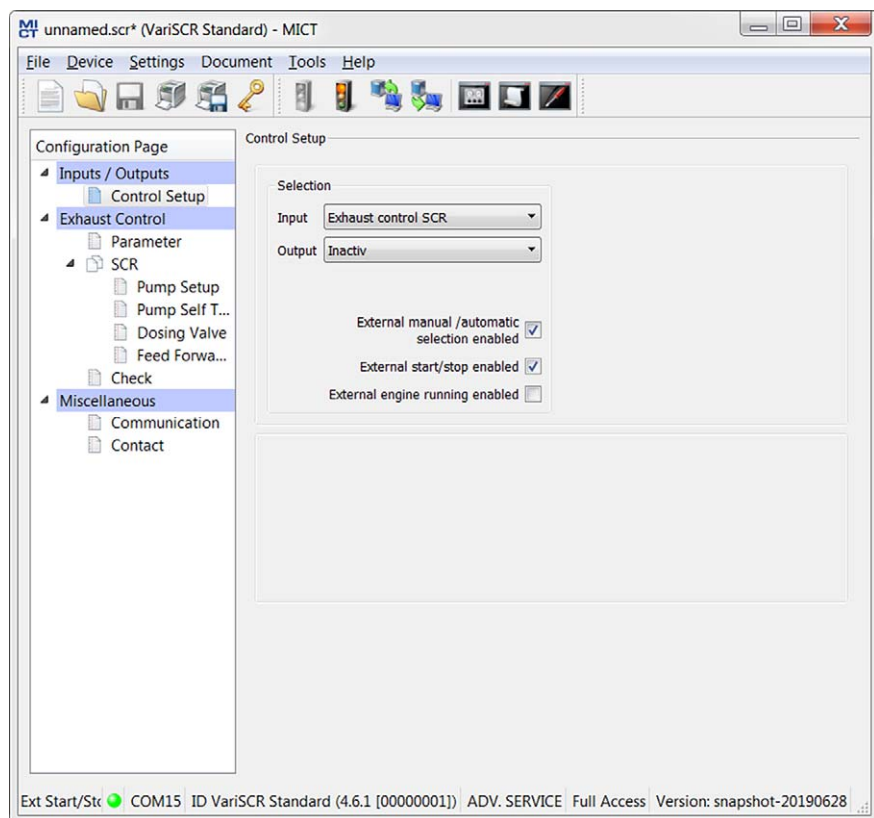 MICT unnamed.scr* (VariSCR Standard) - MICT
File Device Settings Document Tools Help
Configuration Page
Inputs / Outputs
Control Setup
Exhaust Control
Parameter
SCR
Pump Setup
Pump Self T...
Dosing Valve
Feed Forwa...
Check
Miscellaneous
Communication
Contact
Control Setup
Selection
Input Exhaust control SCR
Output Inactiv
External manual /automatic
selection enabled
External start/stop enabled
External engine running enabled
Ext Start/Stc COM15 ID VariSCR Standard (4.6.1 [00000001]) ADV. SERVICE Full Access Version: snapshot-20190628